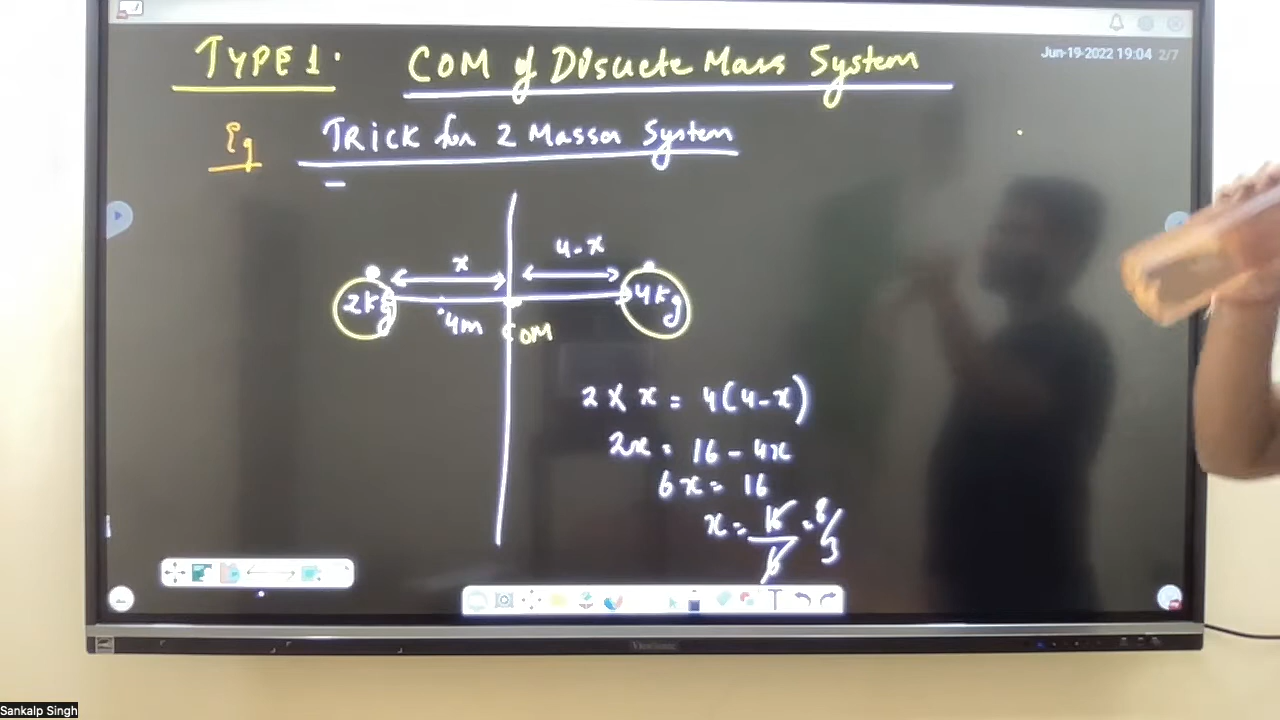 TYPE 1. COM of Discrete Mass System
Jun-19-2022 19:04 2/7
Eg TRICK for 2 Masses System
x 4-x
2kg 4m COM 4kg
2 X x = 4(4-x)
2x = 16 - 4x
6x = 16
x = 16/6 = 8/3
ViewSonic
Sankalp Singh